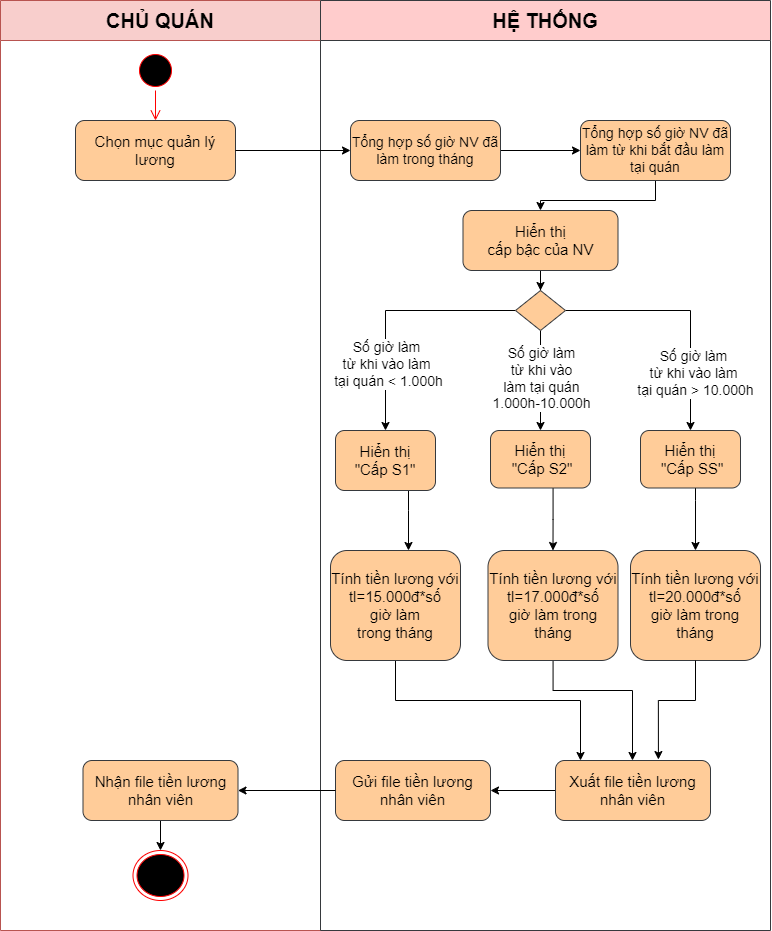 CHỦ QUÁN
HỆ THỐNG
Chọn mục quản lý
lương
Tổng hợp số giờ NV đã
làm trong tháng
Tổng hợp số giờ NV đã
làm từ khi bắt đầu làm
tại quán
Hiển thị
cấp bậc của NV
Số giờ làm
từ khi vào làm
tại quán < 1.000h
Số giờ làm
từ khi vào
làm tại quán
1.000h-10.000h
Số giờ làm
từ khi vào làm
tại quán > 10.000h
Hiển thị
"Cấp S1"
Hiển thị
"Cấp S2"
Hiển thị
"Cấp SS"
Tính tiền lương với
tl=15.000đ*số
giờ làm
trong tháng
Tính tiền lương với
tl=17.000đ*số
giờ làm trong
tháng
Tính tiền lương với
tl=20.000đ*số
giờ làm trong
tháng
Nhận file tiền lương
nhân viên
Gửi file tiền lương
nhân viên
Xuất file tiền lương
nhân viên